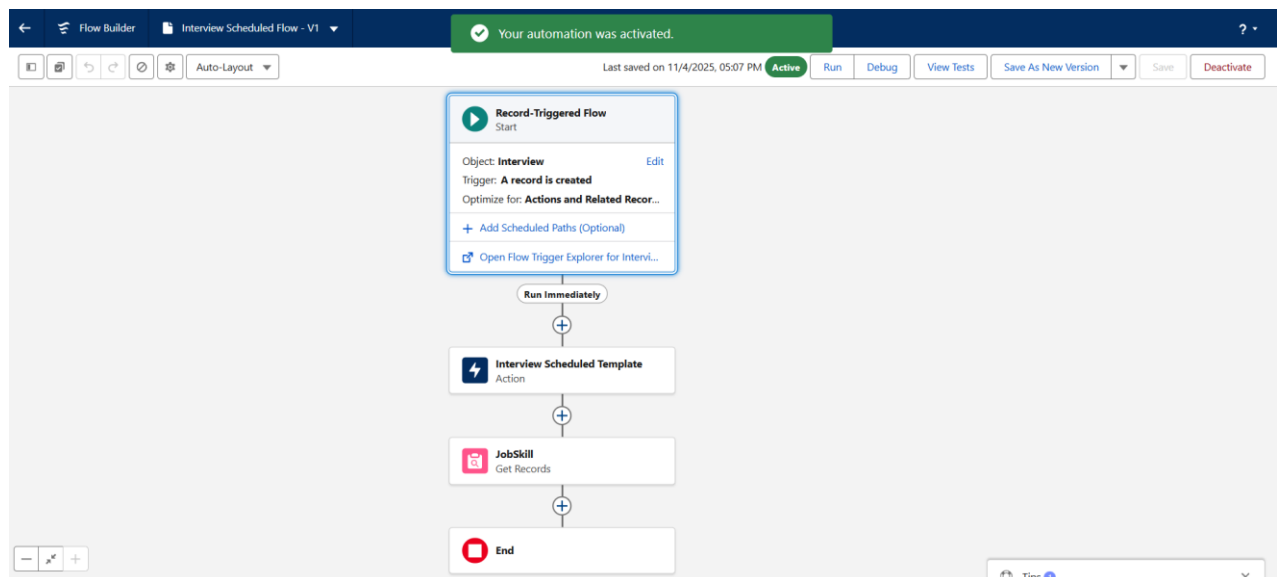 Flow Builder
Interview Scheduled Flow - V1
Your automation was activated.
?
Auto-Layout
Last saved on 11/4/2025, 05:07 PM
Active
Run
Debug
View Tests
Save As New Version
Save
Deactivate
Record-Triggered Flow
Start
Object: Interview
Edit
Trigger: A record is created
Optimize for: Actions and Related Recor...
+ Add Scheduled Paths (Optional)
Open Flow Trigger Explorer for Intervi...
Run Immediately
Interview Scheduled Template
Action
JobSkill
Get Records
End
Tips